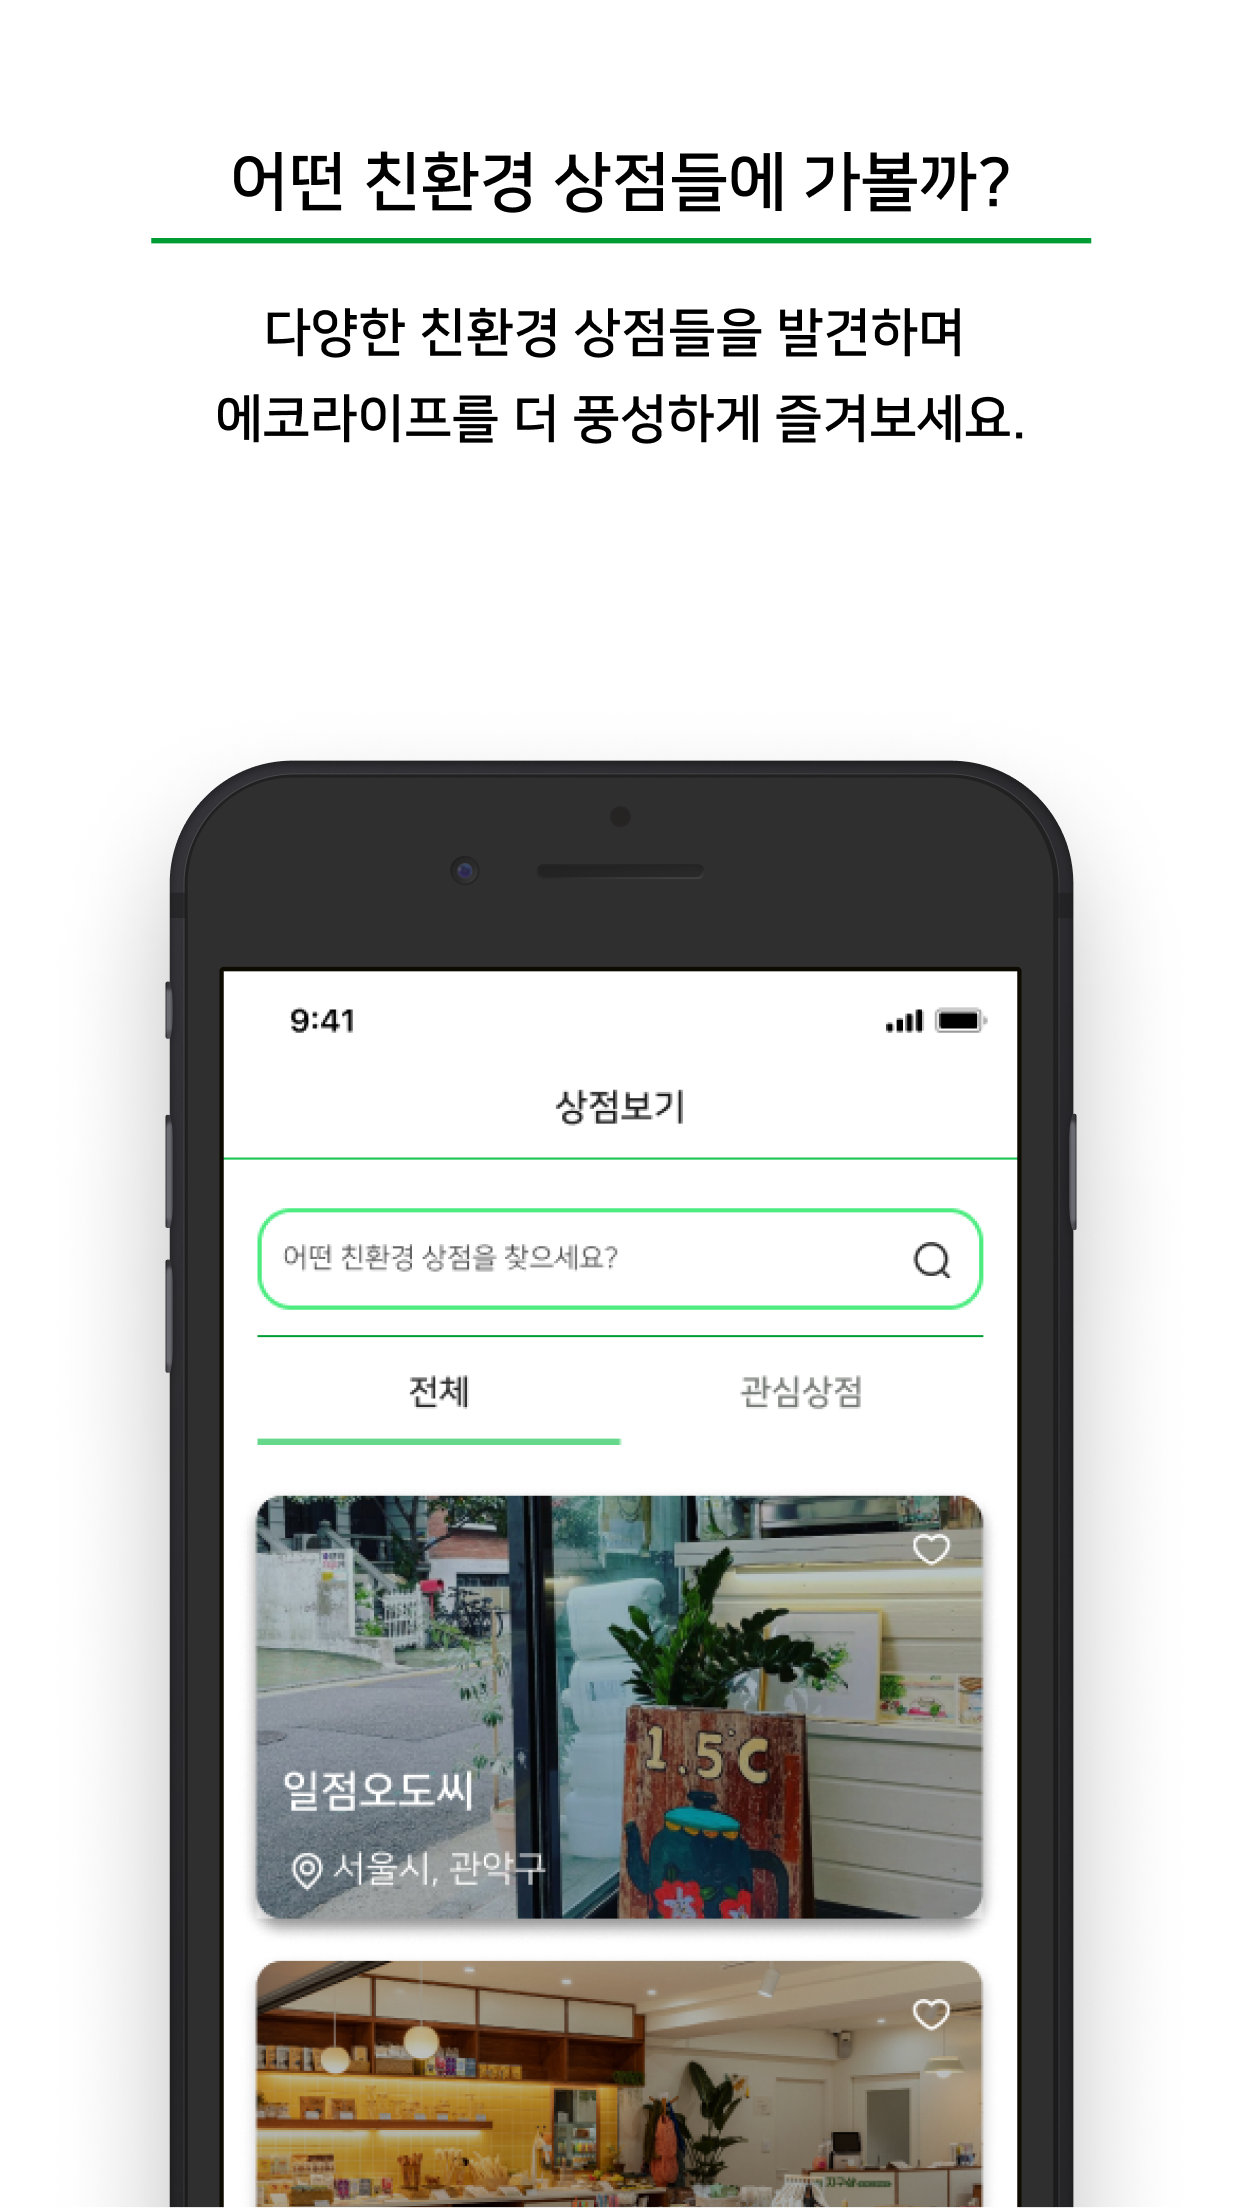 어떤 친환경 상점들에 가볼까?
다양한 친환경 상점들을 발견하며
에코라이프를 더 풍성하게 즐겨보세요.
9:41
상점보기
어떤 친환경 상점을 찾으세요?
전체
관심상점
1.5°C
일점오도씨
서울시, 관악구
지구샵